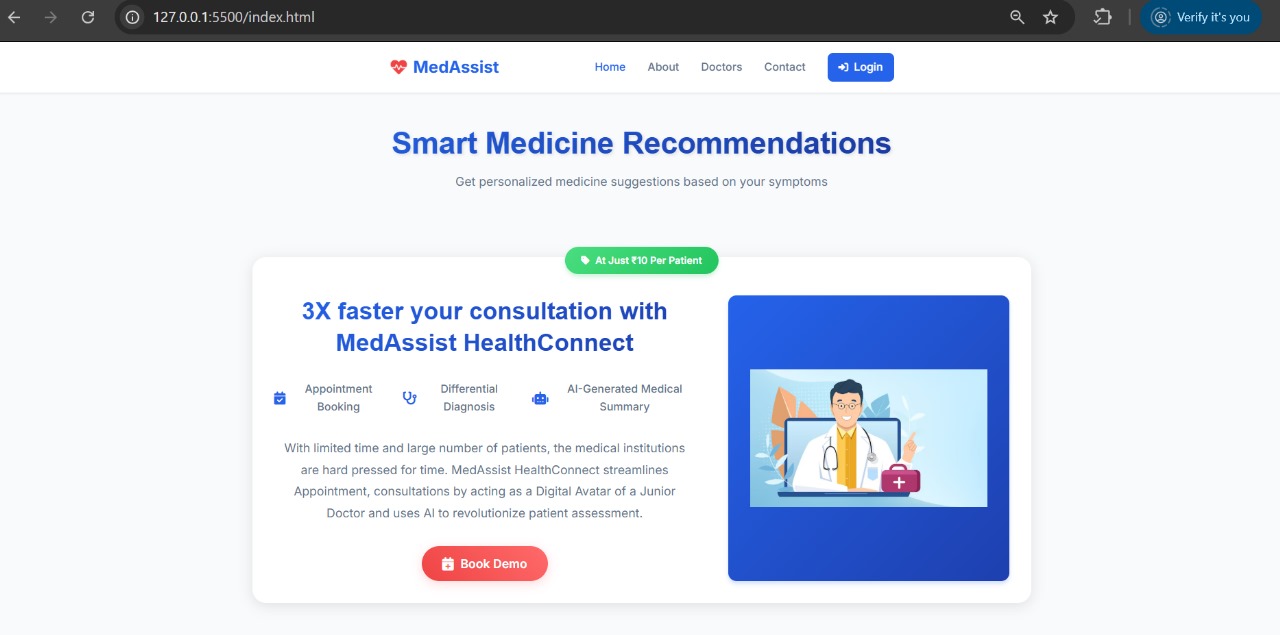 127.0.0.1:5500/index.html
Verify it's you
MedAssist
Home
About
Doctors
Contact
Login
Smart Medicine Recommendations
Get personalized medicine suggestions based on your symptoms
At Just ₹10 Per Patient
3X faster your consultation with
MedAssist HealthConnect
Appointment
Booking
Differential
Diagnosis
AI-Generated Medical
Summary
With limited time and large number of patients, the medical institutions
are hard pressed for time. MedAssist HealthConnect streamlines
Appointment, consultations by acting as a Digital Avatar of a Junior
Doctor and uses AI to revolutionize patient assessment.
Book Demo